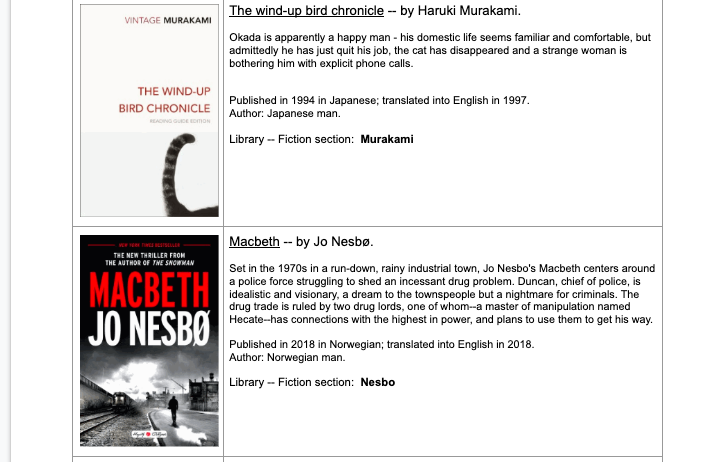 VINTAGE MURAKAMI
THE WIND-UP
BIRD CHRONICLE
READING GUIDE EDITION
The wind-up bird chronicle -- by Haruki Murakami.
Okada is apparently a happy man - his domestic life seems familiar and comfortable, but
admittedly he has just quit his job, the cat has disappeared and a strange woman is
bothering him with explicit phone calls.
Published in 1994 in Japanese; translated into English in 1997.
Author: Japanese man.
Library -- Fiction section:  Murakami
NEW YORK TIMES BESTSELLER
THE NEW THRILLER FROM
THE AUTHOR OF THE SNOWMAN
MACBETH
JO NESBØ
Macbeth -- by Jo Nesbø.
Set in the 1970s in a run-down, rainy industrial town, Jo Nesbo's Macbeth centers around
a police force struggling to shed an incessant drug problem. Duncan, chief of police, is
idealistic and visionary, a dream to the townspeople but a nightmare for criminals. The
drug trade is ruled by two drug lords, one of whom--a master of manipulation named
Hecate--has connections with the highest in power, and plans to use them to get his way.
Published in 2018 in Norwegian; translated into English in 2018.
Author: Norwegian man.
Library -- Fiction section:  Nesbo